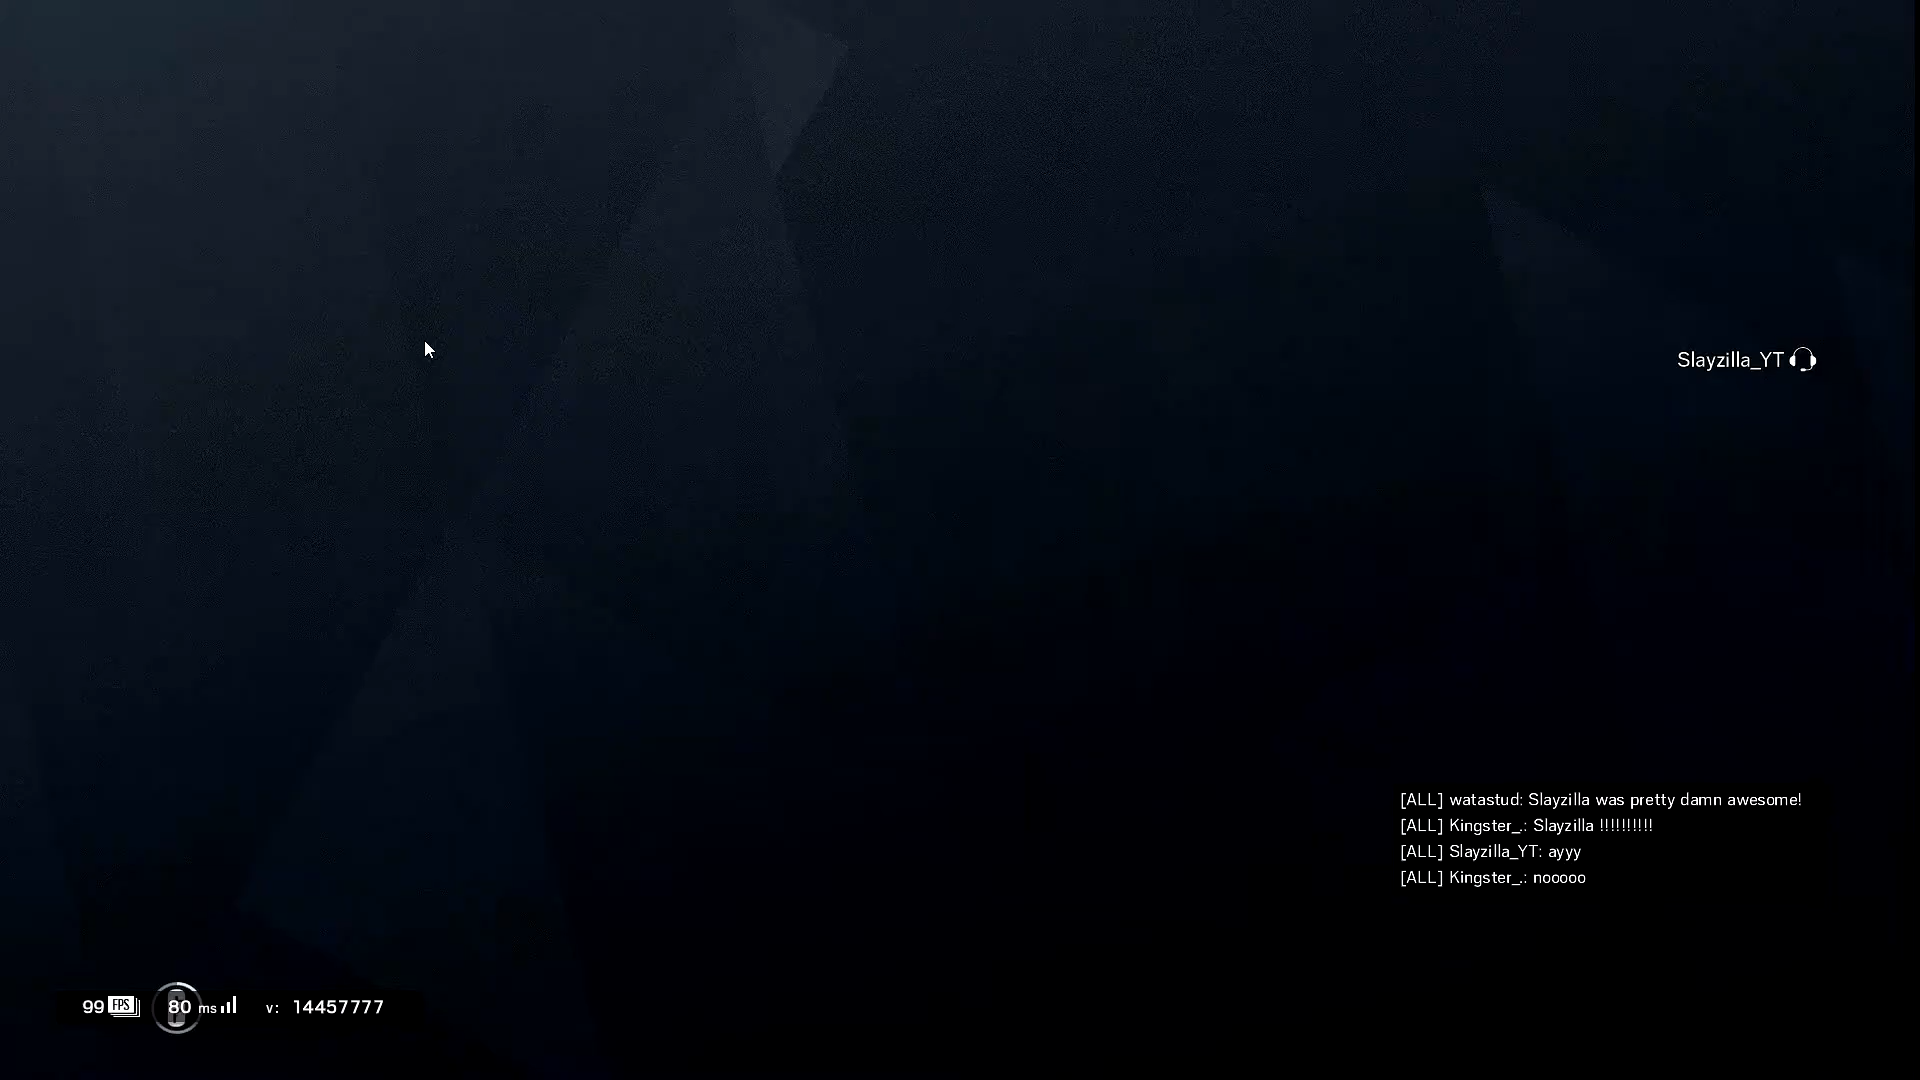 Slayzilla_YT
[ALL] watastud: Slayzilla was pretty damn awesome!
[ALL] Kingster_.: Slayzilla !!!!!!!!!!
[ALL] Slayzilla_YT: ayyy
[ALL] Kingster_.: nooooo
99 FPS 80 ms v: 14457777